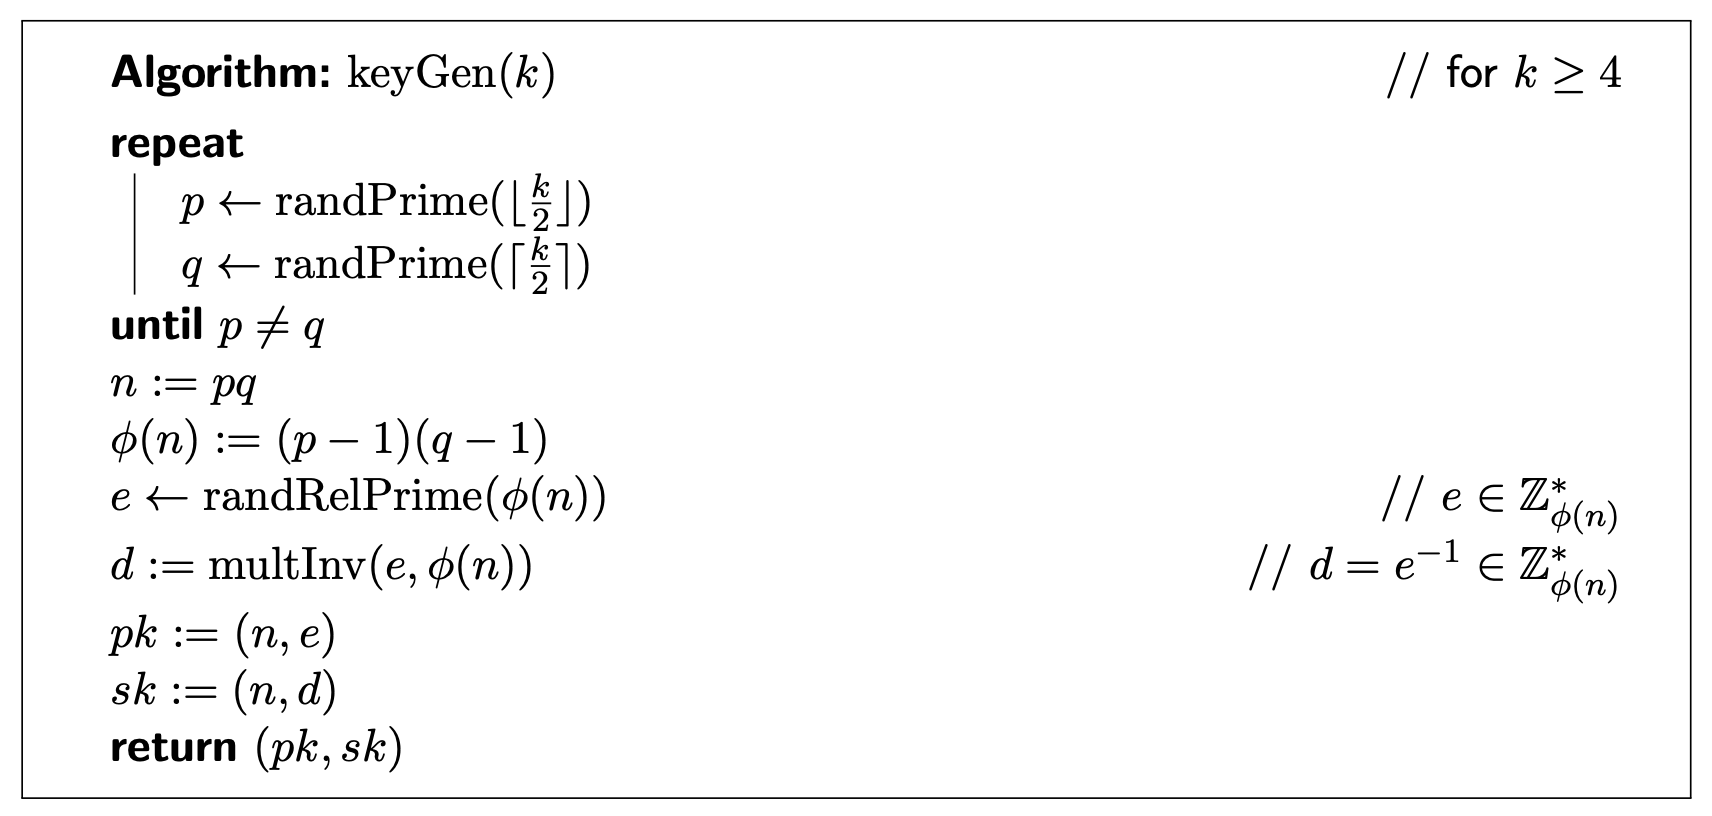 Algorithm: keyGen(k) // for k ≥ 4
repeat
p ← randPrime(⌊k/2⌋)
q ← randPrime(⌈k/2⌉)
until p ≠ q
n := pq
ϕ(n) := (p − 1)(q − 1)
e ← randRelPrime(ϕ(n)) // e ∈ ℤ*_ϕ(n)
d := multInv(e, ϕ(n)) // d = e⁻¹ ∈ ℤ*_ϕ(n)
pk := (n, e)
sk := (n, d)
return (pk, sk)